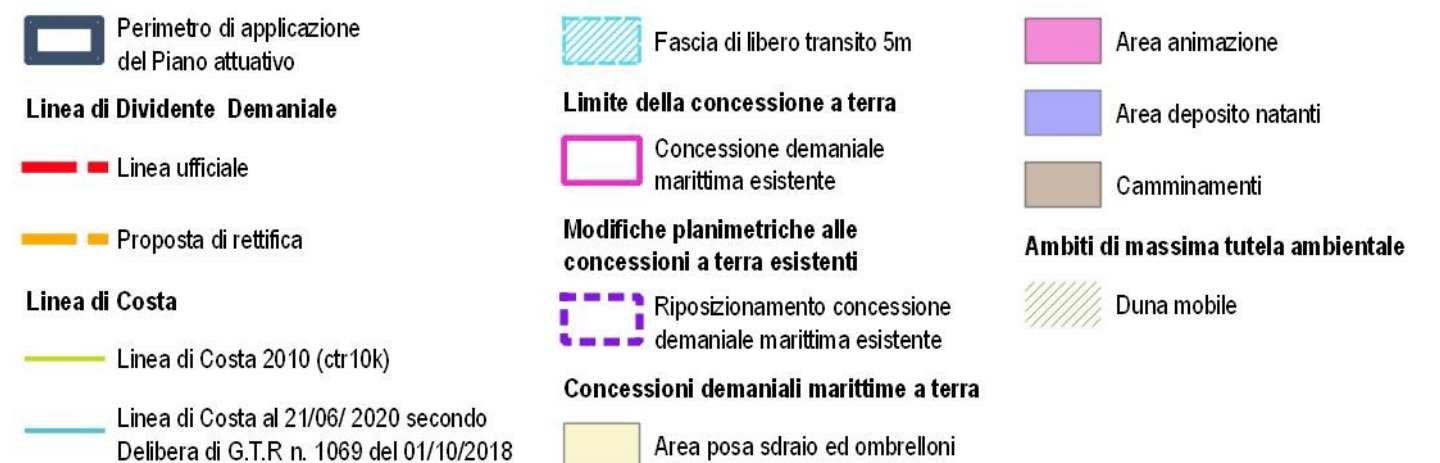 Perimetro di applicazione
del Piano attuativo
Linea di Dividente Demaniale
Linea ufficiale
Proposta di rettifica
Linea di Costa
Linea di Costa 2010 (ctr10k)
Linea di Costa al 21/06/ 2020 secondo
Delibera di G.T.R n. 1069 del 01/10/2018
Fascia di libero transito 5m
Limite della concessione a terra
Concessione demaniale
marittima esistente
Modifiche planimetriche alle
concessioni a terra esistenti
Riposizionamento concessione
demaniale marittima esistente
Concessioni demaniali marittime a terra
Area posa sdraio ed ombrelloni
Area animazione
Area deposito natanti
Camminamenti
Ambiti di massima tutela ambientale
Duna mobile